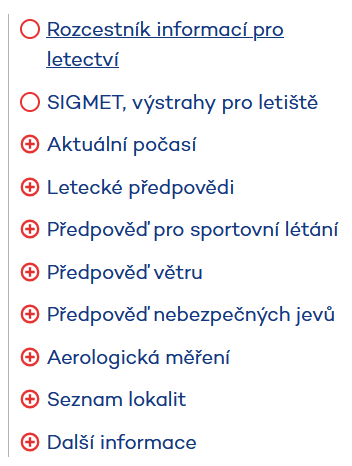 Rozcestník informací pro
letectví
SIGMET, výstrahy pro letiště
Aktuální počasí
Letecké předpovědi
Předpověď pro sportovní létání
Předpověď větru
Předpověď nebezpečných jevů
Aerologická měření
Seznam lokalit
Další informace